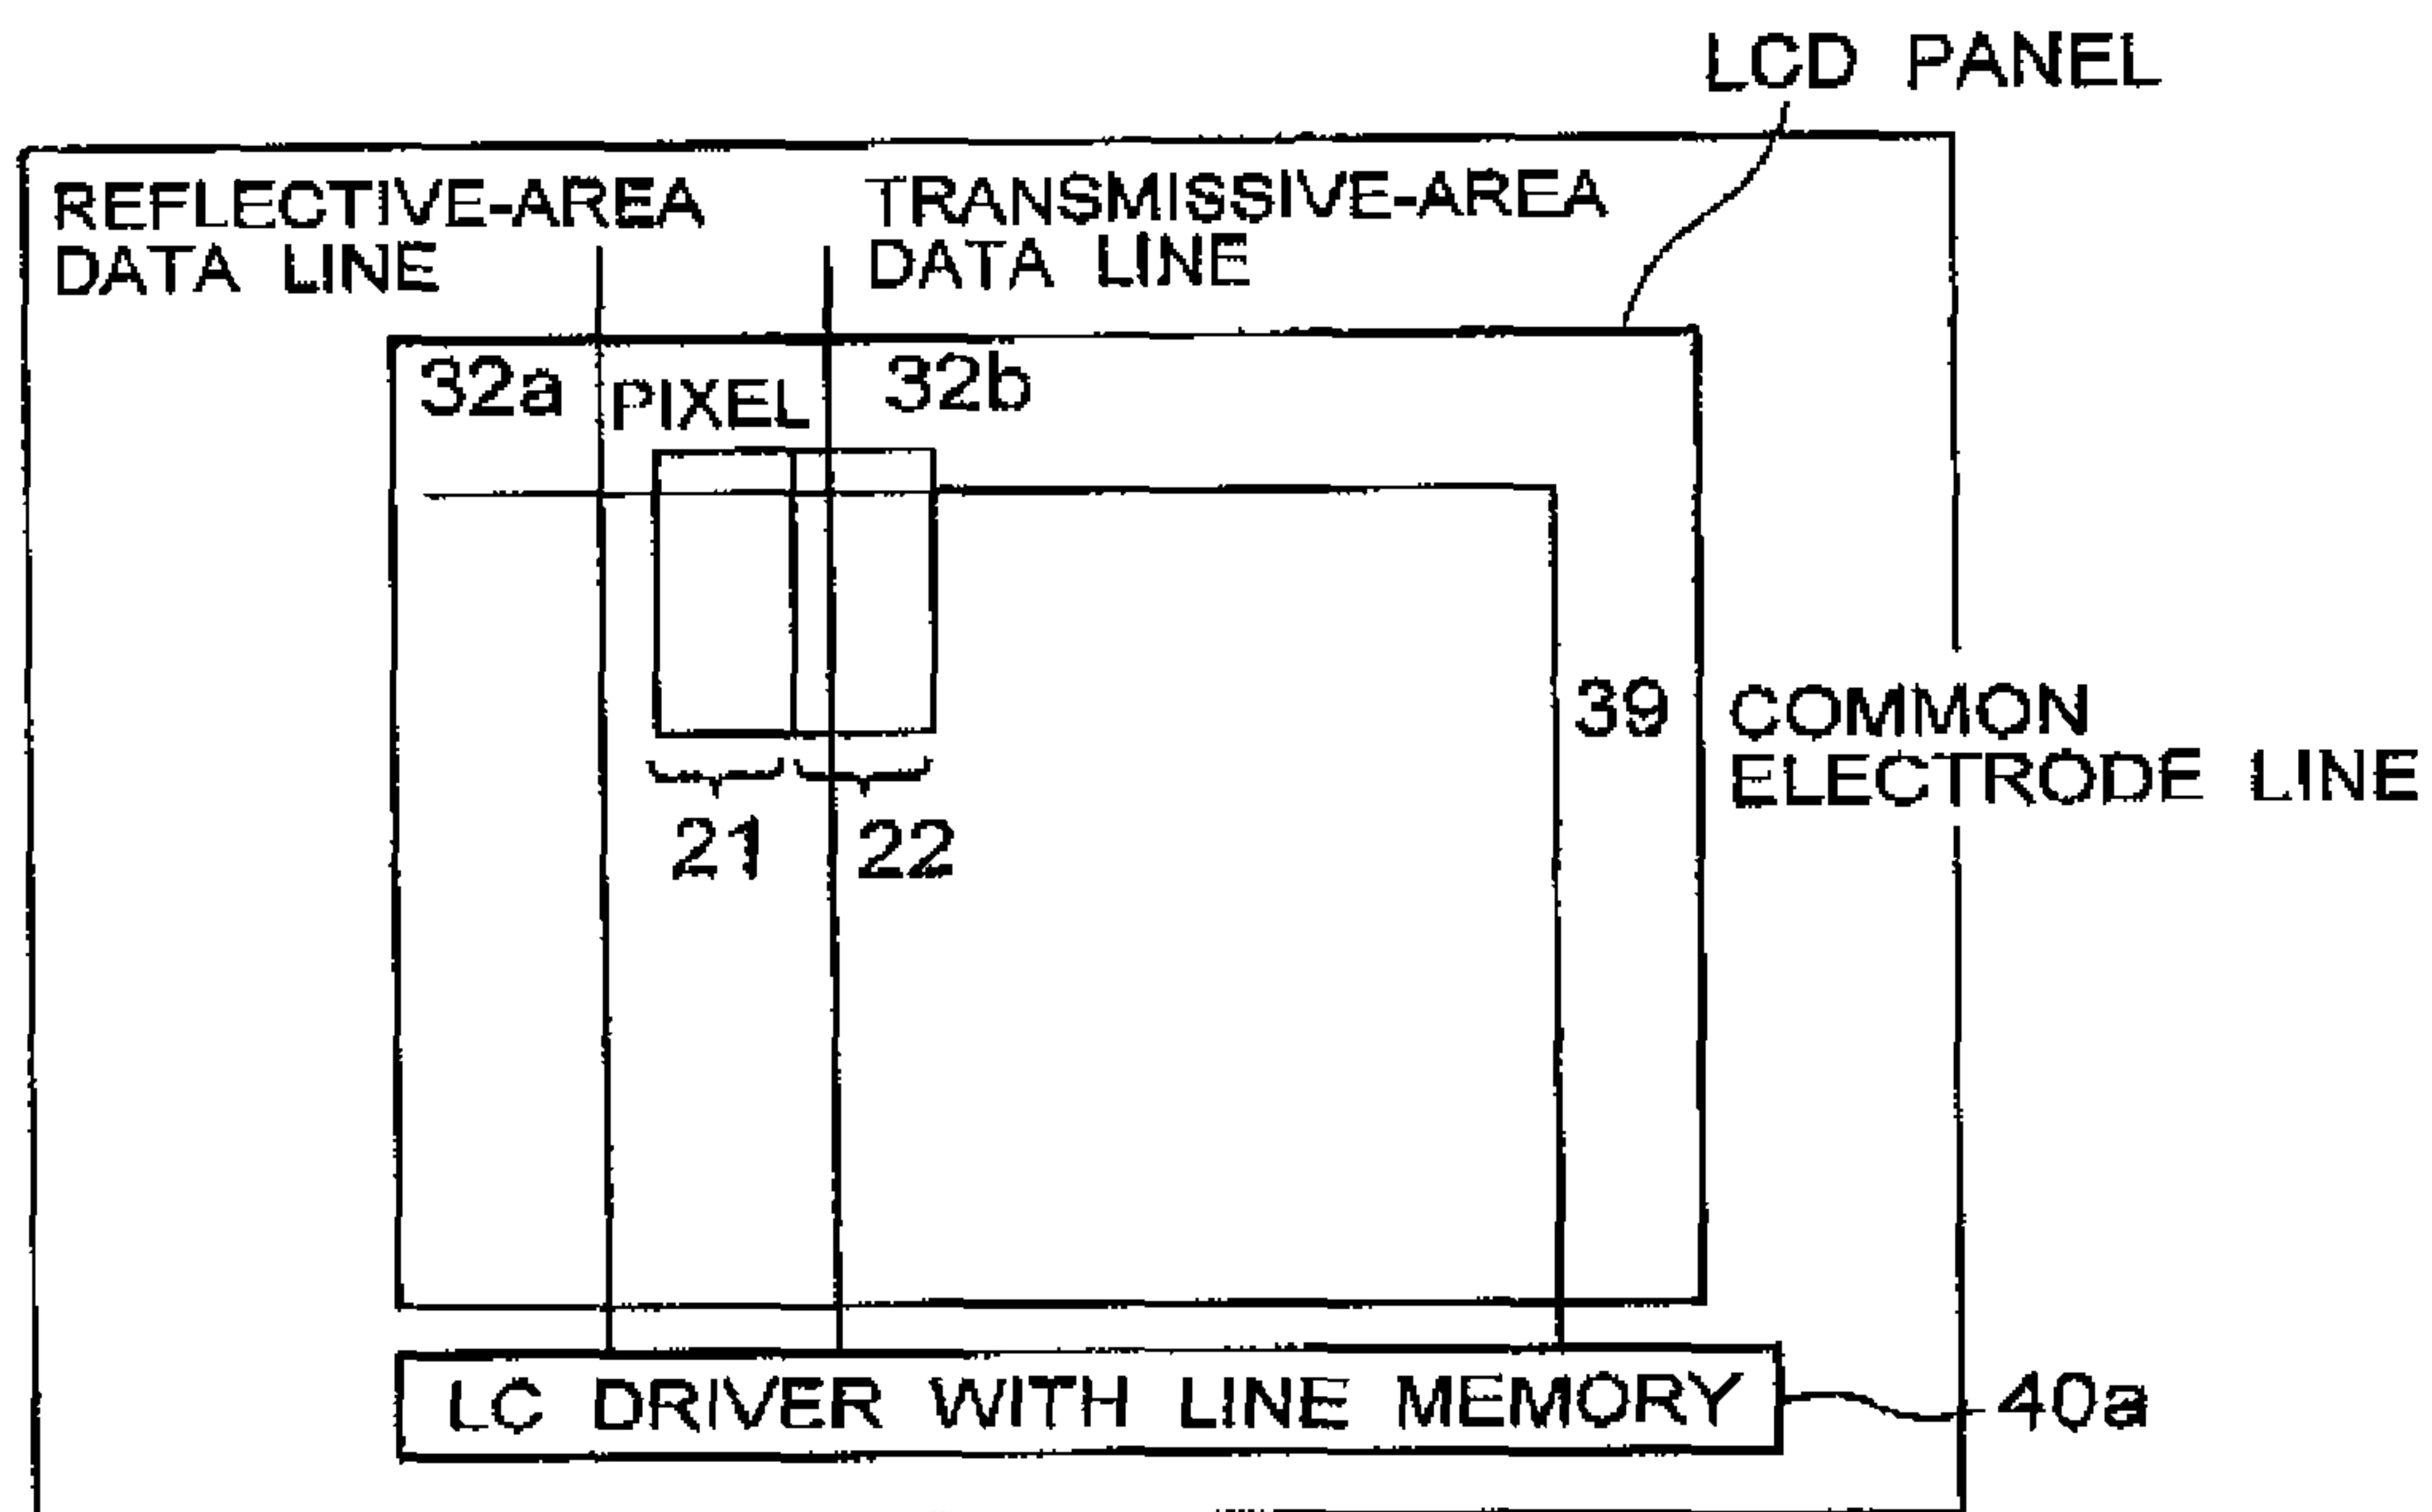 LCD PANEL
REFLECTIVE-AREA
DATA LINE
TRANSMISSIVE-AREA
DATA LINE
32a
PIXEL
32b
39
COMMON
ELECTRODE LINE
21
22
LC DRIVER WITH LINE MEMORY
40a